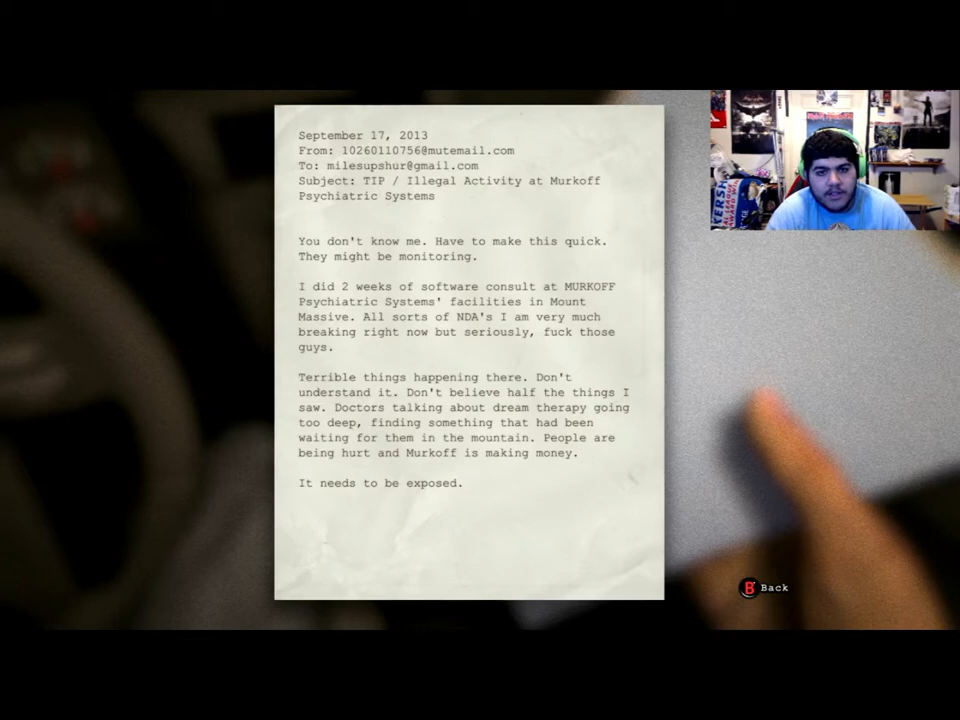 September 17, 2013
From: 10260110756@mutemail.com
To: milesupshur@gmail.com
Subject: TIP / Illegal Activity at Murkoff
Psychiatric Systems
You don't know me. Have to make this quick.
They might be monitoring.
I did 2 weeks of software consult at MURKOFF
Psychiatric Systems' facilities in Mount
Massive. All sorts of NDA's I am very much
breaking right now but seriously, fuck those
guys.
Terrible things happening there. Don't
understand it. Don't believe half the things I
saw. Doctors talking about dream therapy going
too deep, finding something that had been
waiting for them in the mountain. People are
being hurt and Murkoff is making money.
It needs to be exposed.
B Back